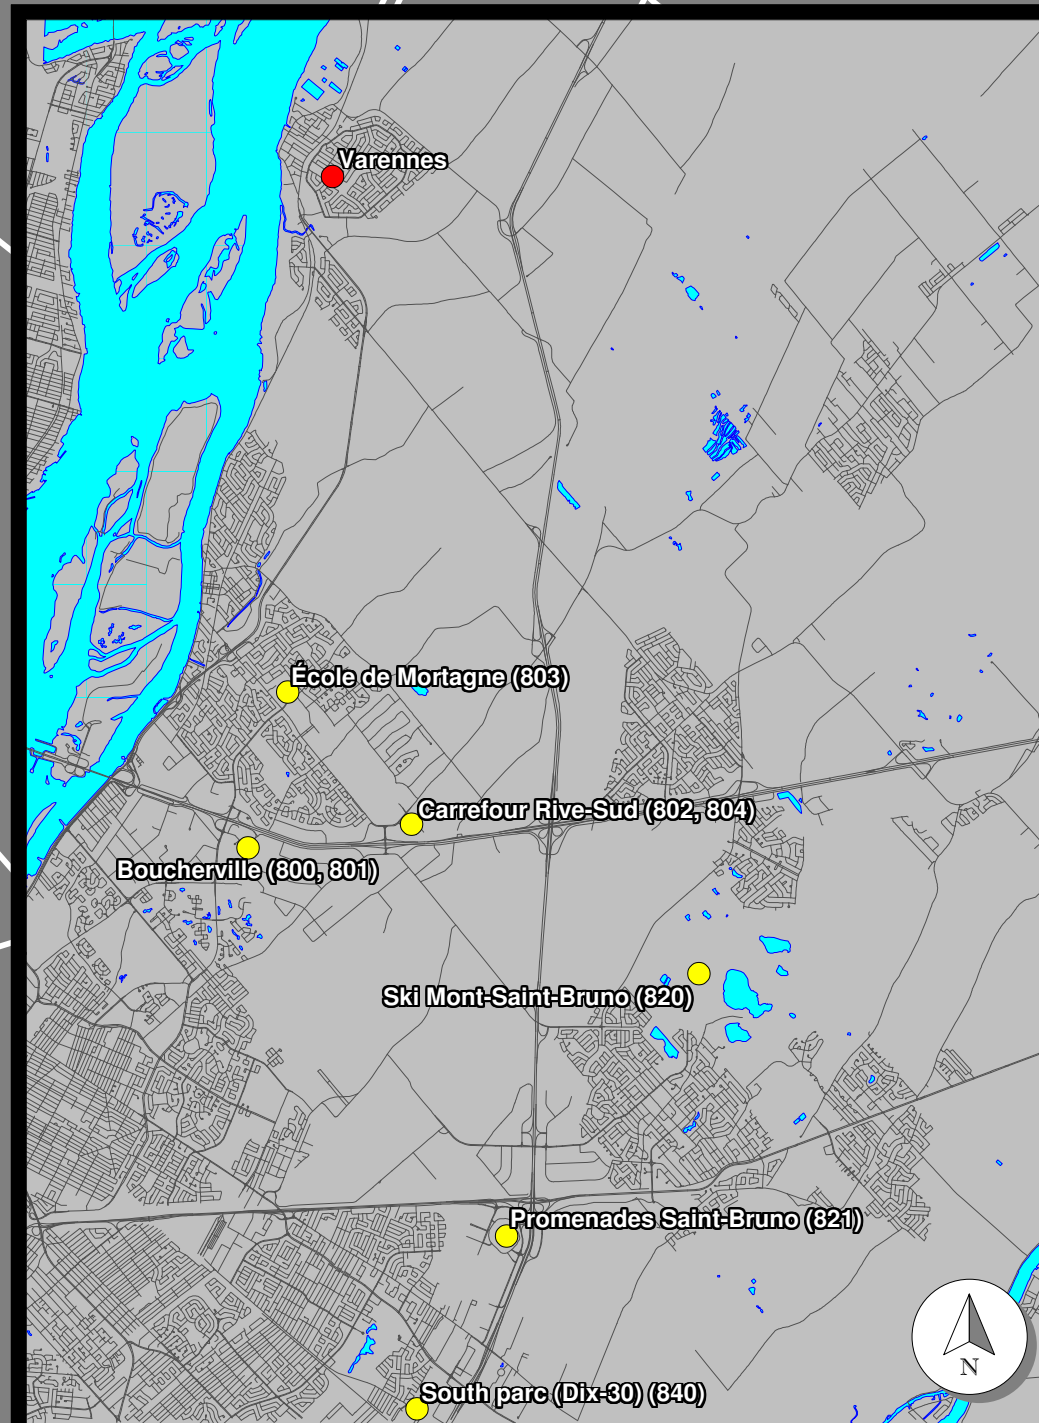 Varennes
École de Mortagne (803)
Carrefour Rive-Sud (802, 804)
Boucherville (800, 801)
Ski Mont-Saint-Bruno (820)
Promenades Saint-Bruno (821)
N
South parc (Dix-30) (840)